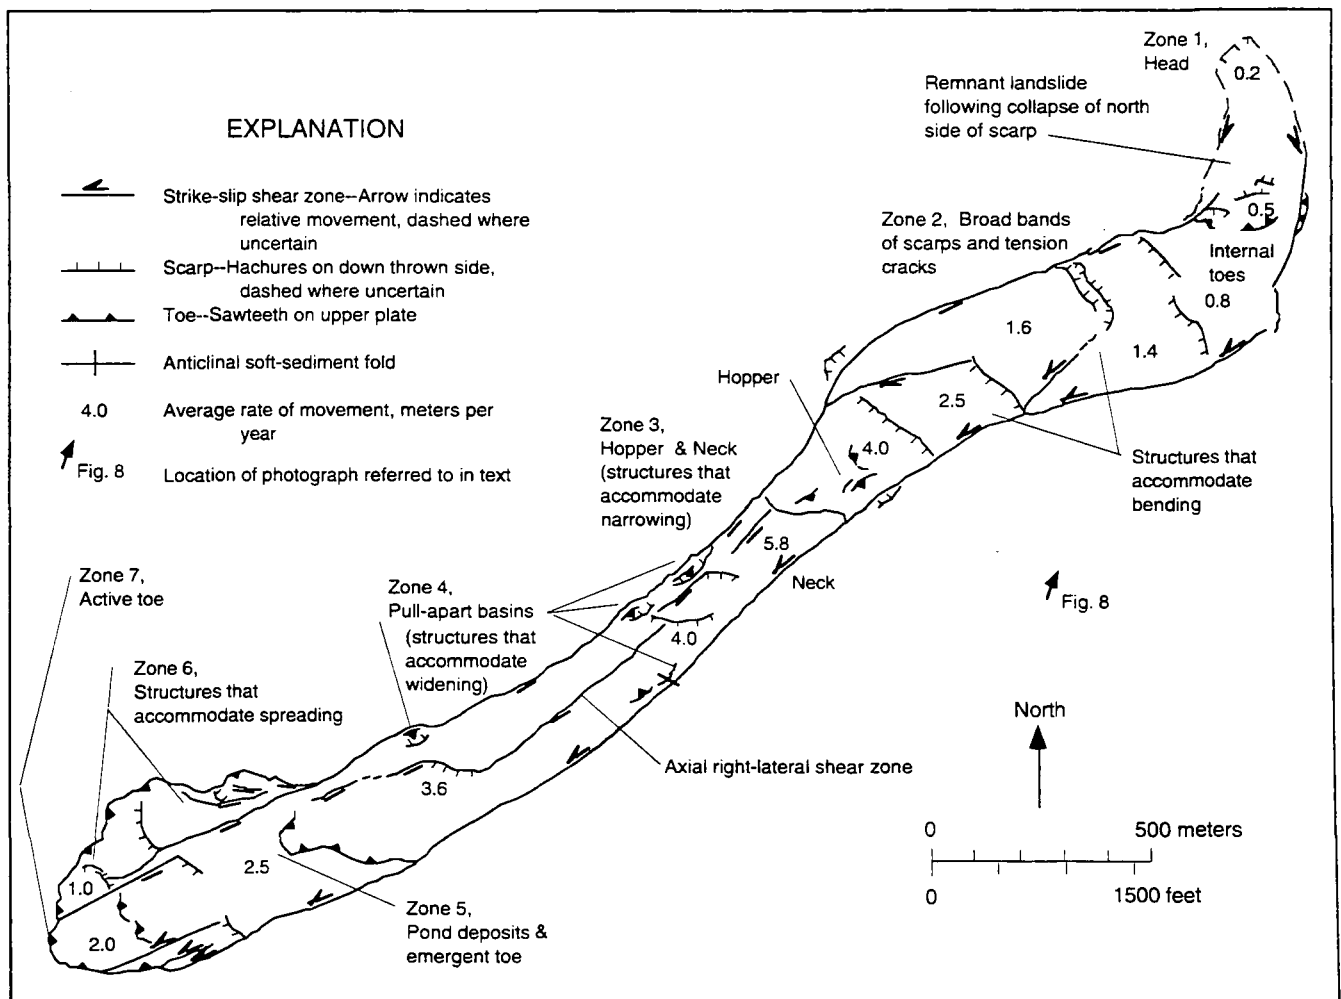 EXPLANATION
Strike-slip shear zone--Arrow indicates
relative movement, dashed where
uncertain
Scarp--Hachures on down thrown side,
dashed where uncertain
Toe--Sawteeth on upper plate
Anticlinal soft-sediment fold
4.0
Average rate of movement, meters per
year
Fig. 8
Location of photograph referred to in text
Zone 1,
Head
0.2
Remnant landslide
following collapse of north
side of scarp
0.5
Internal
toes
0.8
Zone 2, Broad bands
of scarps and tension
cracks
1.6
1.4
Hopper
2.5
Zone 3,
Hopper & Neck
(structures that
accommodate
narrowing)
4.0
Structures that
accommodate
bending
5.8
Neck
Fig. 8
Zone 4,
Pull-apart basins
(structures that
accommodate
widening)
4.0
Zone 7,
Active toe
Zone 6,
Structures that
accommodate spreading
Axial right-lateral shear zone
3.6
North
0
500 meters
0
1500 feet
2.5
1.0
2.0
Zone 5,
Pond deposits &
emergent toe